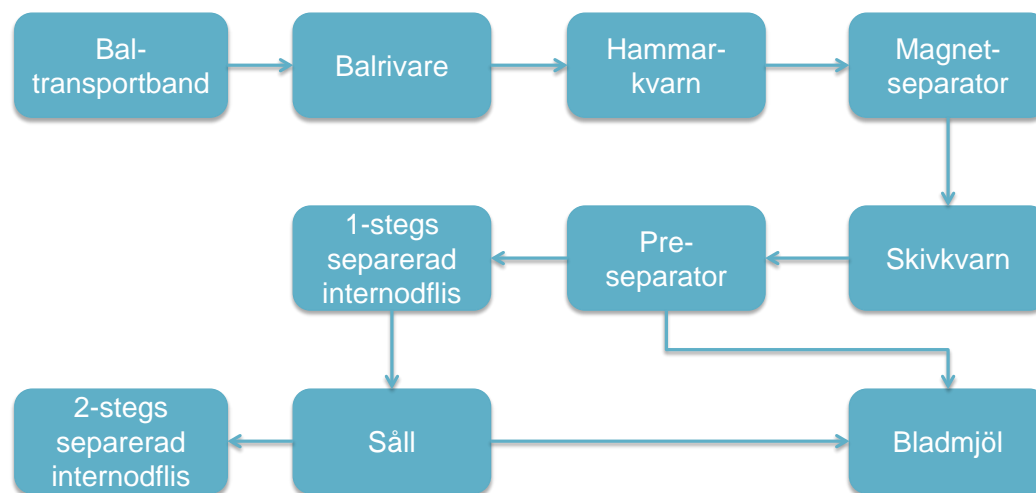 Bal-
transportband
Balrivare
Hammar-
kvarn
Magnet-
separator
1-stegs
separerad
internodflis
Pre-
separator
Skivkvarn
2-stegs
separerad
internodflis
Såll
Bladmjöl